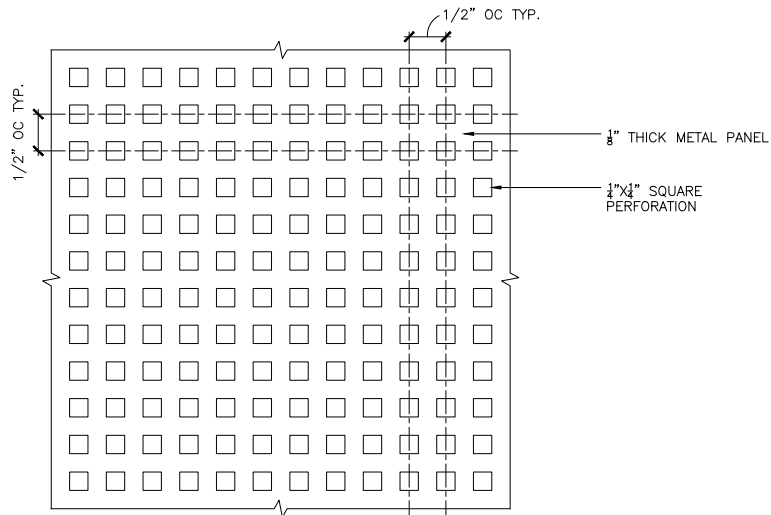 1/2" OC TYP.
1/2" OC TYP.
1/8" THICK METAL PANEL
1/4"X1/4" SQUARE
PERFORATION